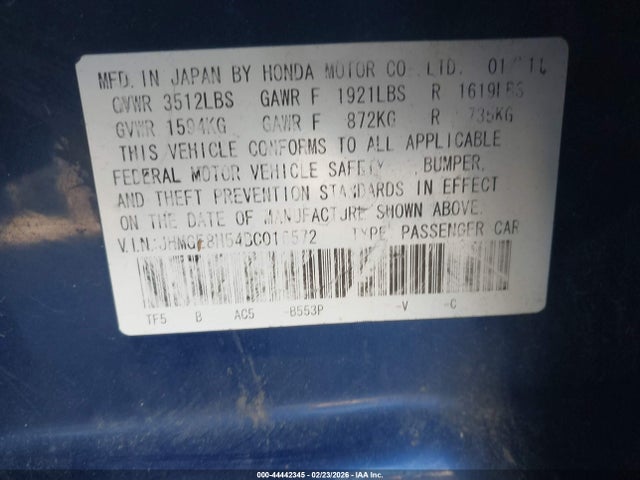 MFD. IN JAPAN BY HONDA MOTOR CO., LTD.
GVWR 3512LBS GAWR F 1921LBS R 1619LBS
GVWR 1594KG GAWR F 872KG R 735KG
THIS VEHICLE CONFORMS TO ALL APPLICABLE
FEDERAL MOTOR VEHICLE SAFETY, BUMPER,
AND THEFT PREVENTION STANDARDS IN EFFECT
ON THE DATE OF MANUFACTURE SHOWN ABOVE.
V.I.N.: TYPE: PASSENGER CAR
TF5 B AC5 -B553P -V -C
000-44442345 - 02/23/2026 - IAA Inc.